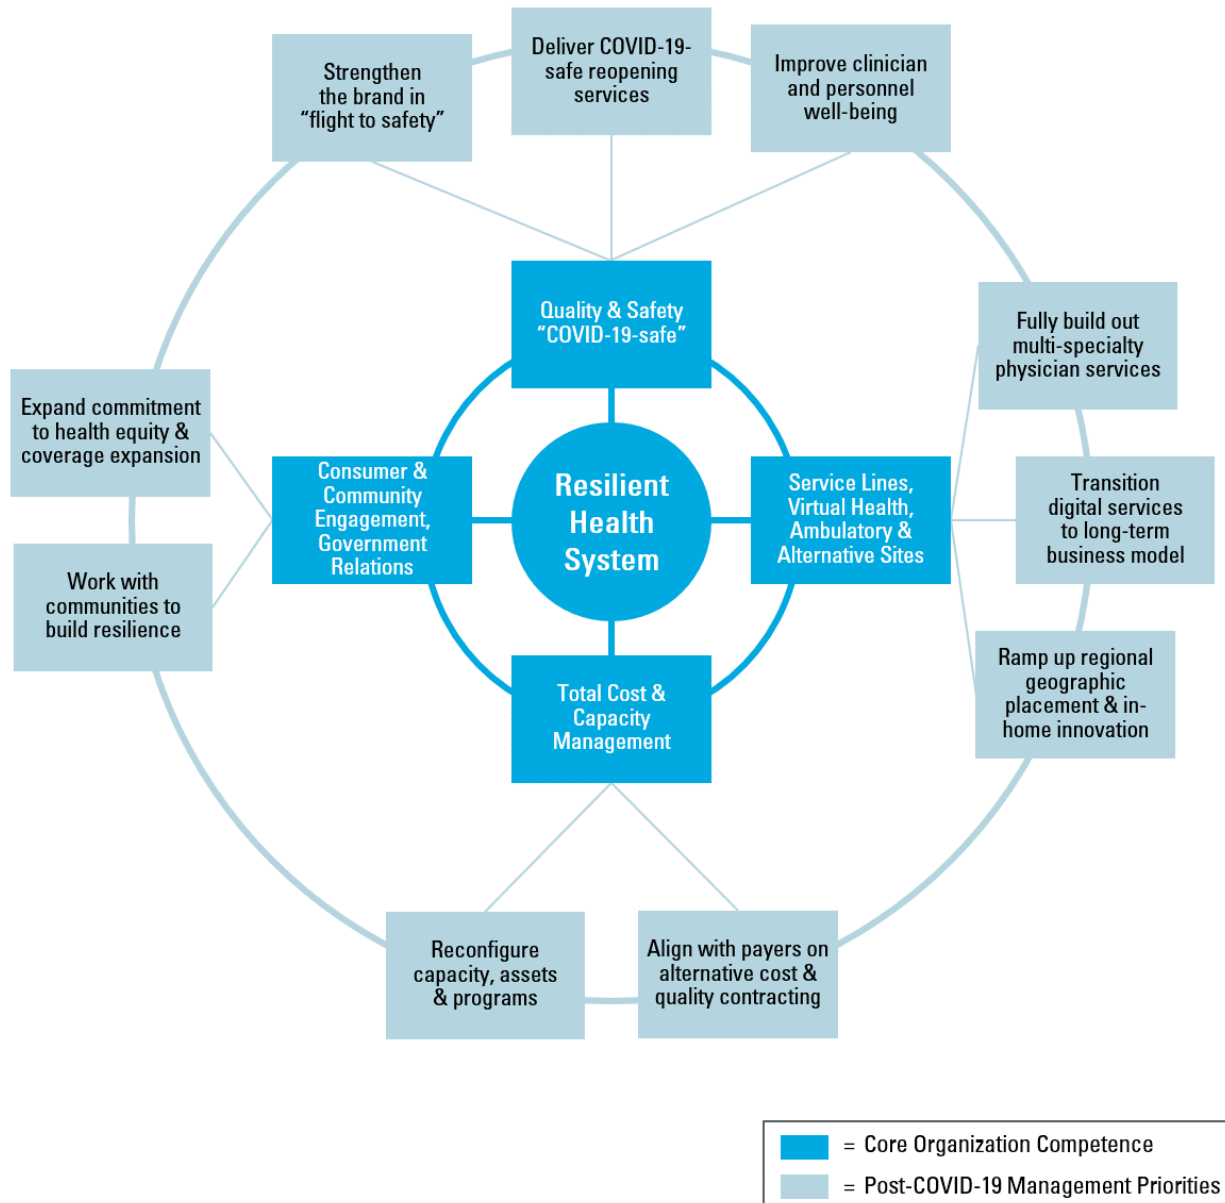 Strengthen
the brand in
“flight to safety”
Deliver COVID-19-
safe reopening
services
Improve clinician
and personnel
well-being
Quality & Safety
“COVID-19-safe”
Fully build out
multi-specialty
physician services
Expand commitment
to health equity &
coverage expansion
Consumer &
Community
Engagement,
Government
Relations
Resilient
Health
System
Service Lines,
Virtual Health,
Ambulatory &
Alternative Sites
Transition
digital services
to long-term
business model
Work with
communities to
build resilience
Total Cost &
Capacity
Management
Ramp up regional
geographic
placement & in-
home innovation
Reconfigure
capacity, assets
& programs
Align with payers on
alternative cost &
quality contracting
= Core Organization Competence
= Post-COVID-19 Management Priorities